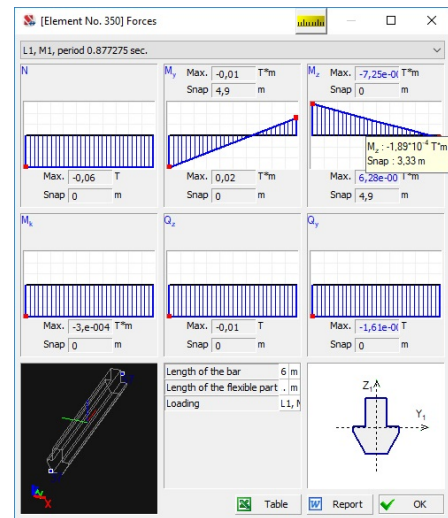 [Element No. 350] Forces
L1, M1, period 0.877275 sec.
N
Max. -0,06 T
Snap 0 m
My Max. -0,01 T*m
Snap 4,9 m
Max. 0,02 T*m
Snap 0 m
Mz Max. -7,25e-00 T*m
Snap 0 m
Mz : -1,89*10-4 T*m
Snap : 3,33 m
Max. 6,28e-00 T*m
Snap 4,9 m
Mk
Max. -3,e-004 T*m
Snap 0 m
Qz
Max. -0,01 T
Snap 0 m
Qy
Max. -1,61e-00 T
Snap 0 m
Length of the bar 6 m
Length of the flexible part . m
Loading L1, M
X
Z1
Y1
Table Report OK